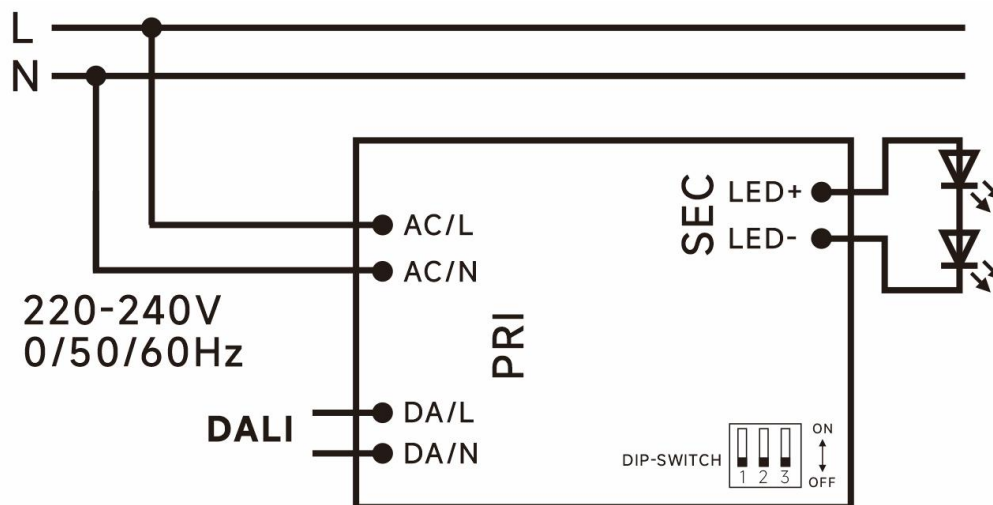 L
N
SEC
LED+
LED-
AC/L
AC/N
220-240V
0/50/60Hz
PRI
DALI
DA/L
DA/N
DIP-SWITCH
1 2 3
ON
OFF